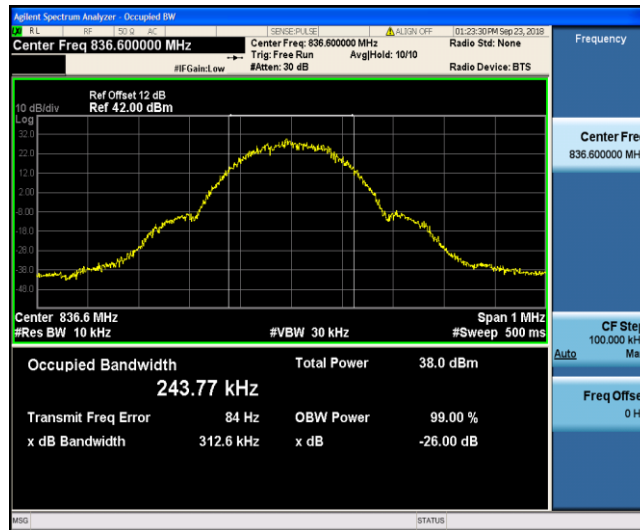 Agilent Spectrum Analyzer - Occupied BW
RL RF 50 Ω AC SENSE:PULSE ALIGN OFF 01:23:30 PM Sep 23, 2018
Center Freq 836.600000 MHz Center Freq: 836.600000 MHz Radio Std: None
Trig: Free Run Avg|Hold: 10/10
#IFGain:Low #Atten: 30 dB Radio Device: BTS
Frequency
Ref Offset 12 dB
10 dB/div Ref 42.00 dBm
Log
32.0
22.0
12.0
2.00
-8.00
-18.0
-28.0
-38.0
-48.0
Center 836.6 MHz Span 1 MHz
#Res BW 10 kHz #VBW 30 kHz #Sweep 500 ms
Occupied Bandwidth Total Power 38.0 dBm
243.77 kHz
Transmit Freq Error 84 Hz OBW Power 99.00 %
x dB Bandwidth 312.6 kHz x dB -26.00 dB
Center Fre
836.600000 MH
CF Step
100.000 kH
Auto Ma
Freq Offse
0 H
MSG STATUS